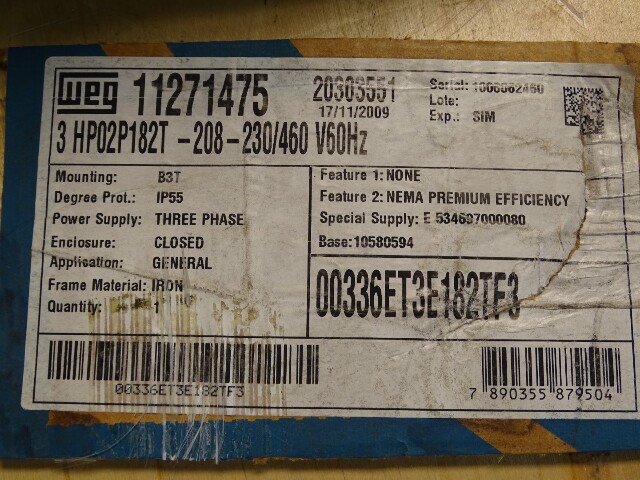 WEG 11271475 20303551 Serial: 1006062460
17/11/2009 Lote:
Exp.: SIM
3 HP02P182T -208-230/460 V60Hz
Mounting: B3T
Degree Prot.: IP55
Power Supply: THREE PHASE
Enclosure: CLOSED
Application: GENERAL
Frame Material: IRON
Quantity: 1
Feature 1: NONE
Feature 2: NEMA PREMIUM EFFICIENCY
Special Supply: E 534697000080
Base:10580594
00336ET3E182TF3
00336ET3E182TF3
7 890355 879504